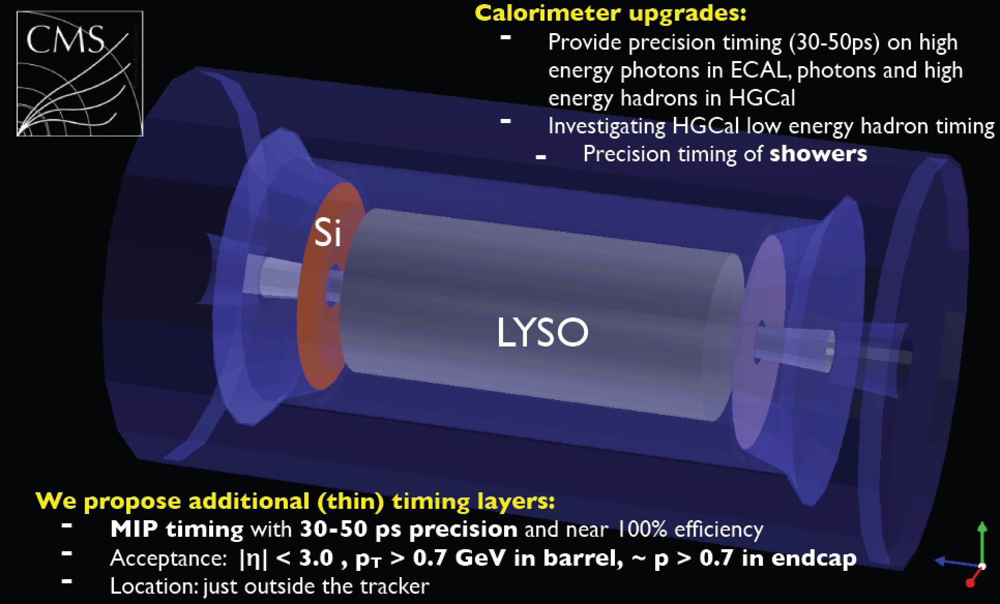 CMS
Calorimeter upgrades:
- Provide precision timing (30-50ps) on high
energy photons in ECAL, photons and high
energy hadrons in HGCal
- Investigating HGCal low energy hadron timing
- Precision timing of showers
Si
LYSO
We propose additional (thin) timing layers:
- MIP timing with 30-50 ps precision and near 100% efficiency
- Acceptance: |η| < 3.0 , pT > 0.7 GeV in barrel, ~ p > 0.7 in endcap
- Location: just outside the tracker